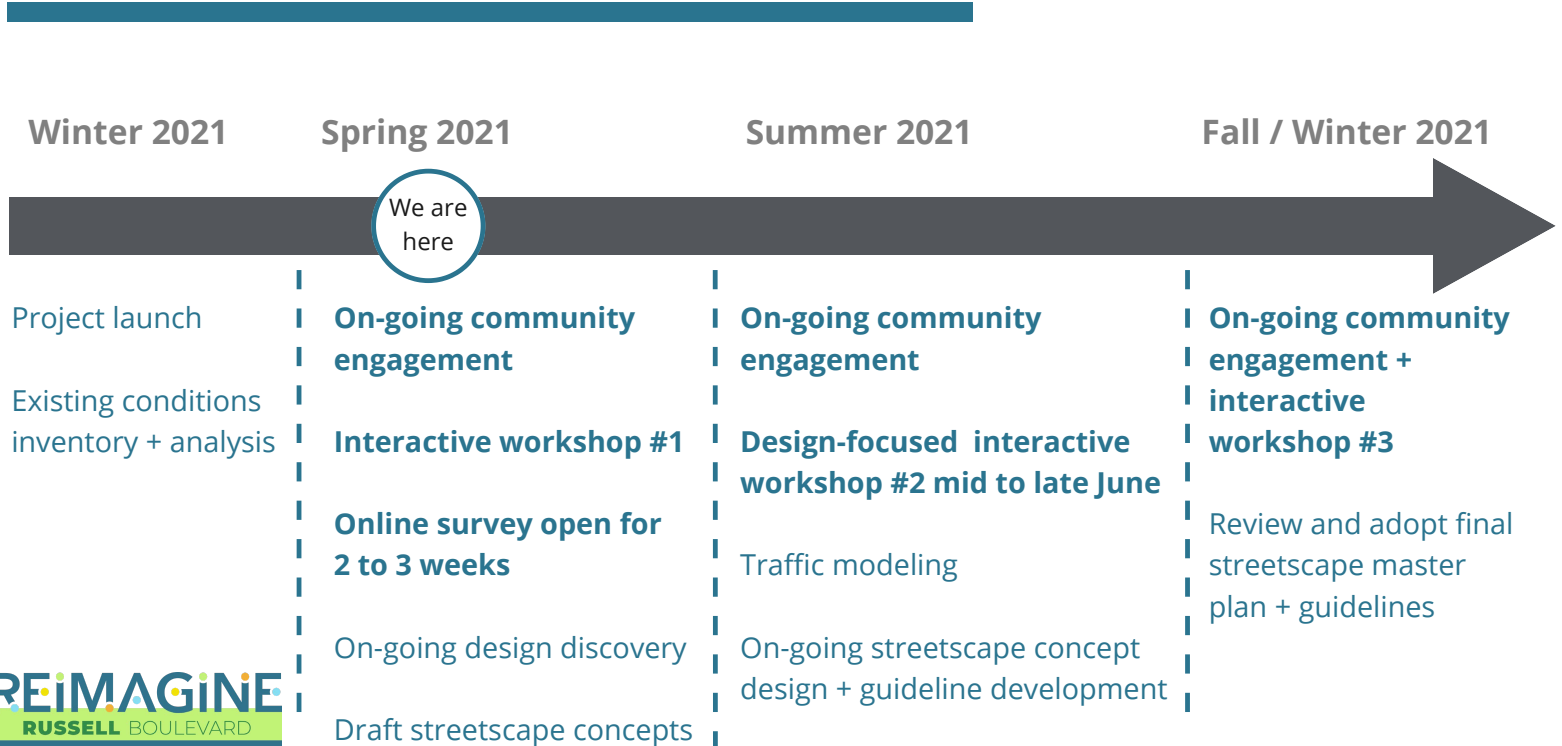 Winter 2021
Spring 2021
Summer 2021
Fall / Winter 2021
We are
here
Project launch
Existing conditions
inventory + analysis
On-going community
engagement
Interactive workshop #1
Online survey open for
2 to 3 weeks
On-going design discovery
Draft streetscape concepts
On-going community
engagement
Design-focused interactive
workshop #2 mid to late June
Traffic modeling
On-going streetscape concept
design + guideline development
On-going community
engagement +
interactive
workshop #3
Review and adopt final
streetscape master
plan + guidelines
REiMAGiNE
RUSSELL BOULEVARD